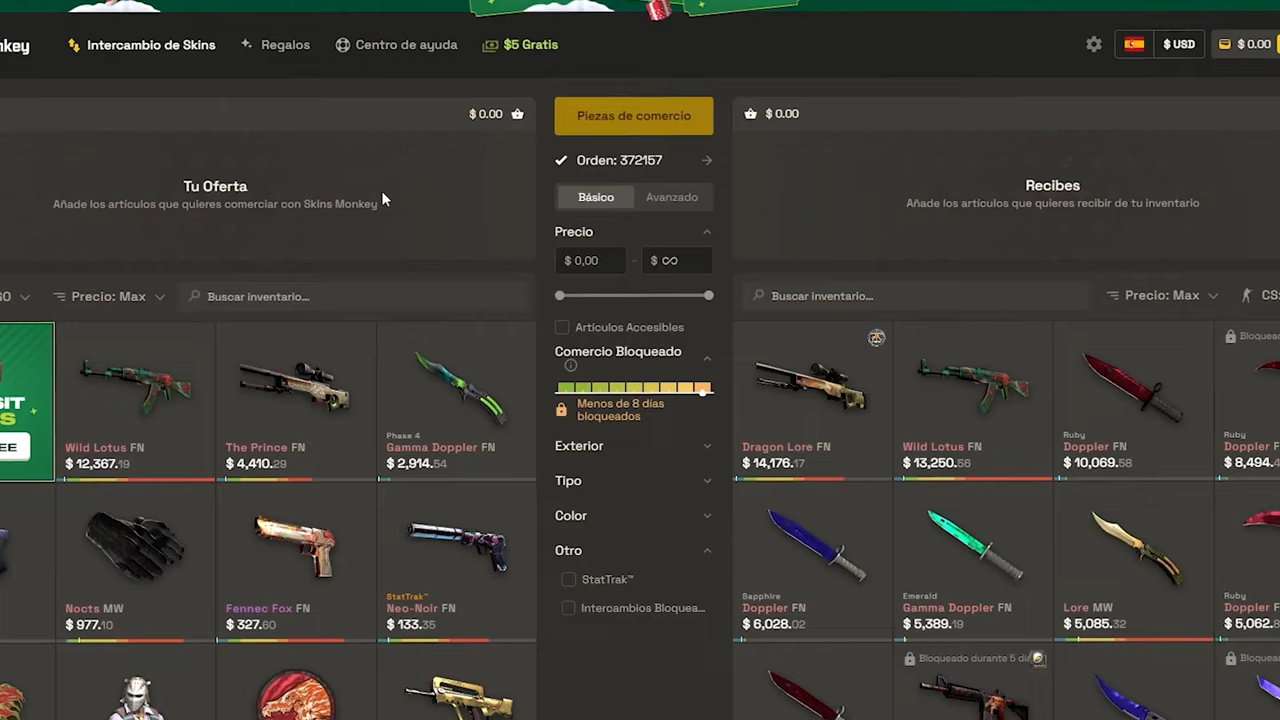 nkey
Intercambio de Skins
Regalos
Centro de ayuda
$5 Gratis
$ USD
$ 0.00
$ 0.00
Piezas de comercio
$ 0.00
Tu Oferta
Añade los artículos que quieres comerciar con Skins Monkey
Orden: 372157
Básico
Avanzado
Recibes
Añade los artículos que quieres recibir de tu inventario
Precio
$ 0,00
-
$ ∞
GO
Precio: Max
Buscar inventario...
Artículos Accesibles
Comercio Bloqueado
Menos de 8 días
bloqueados
Exterior
Tipo
Color
Otro
StatTrak™
Intercambios Bloquea...
Buscar inventario...
Precio: Max
CS:
SIT
S
EE
Wild Lotus FN
$ 12,367.19
The Prince FN
$ 4,410.29
Phase 4
Gamma Doppler FN
$ 2,914.54
Nocts MW
$ 977.10
Fennec Fox FN
$ 327.60
StatTrak™
Neo-Noir FN
$ 133.35
Dragon Lore FN
$ 14,176.17
Wild Lotus FN
$ 13,250.56
Ruby
Doppler FN
$ 10,069.58
Bloquea
Ruby
Doppler F
$ 8,494.
Sapphire
Doppler FN
$ 6,028.02
Emerald
Gamma Doppler FN
$ 5,389.19
Lore MW
$ 5,085.32
Ruby
Doppler F
$ 5,062.8
Bloqueado durante 5 dí
Bloquea